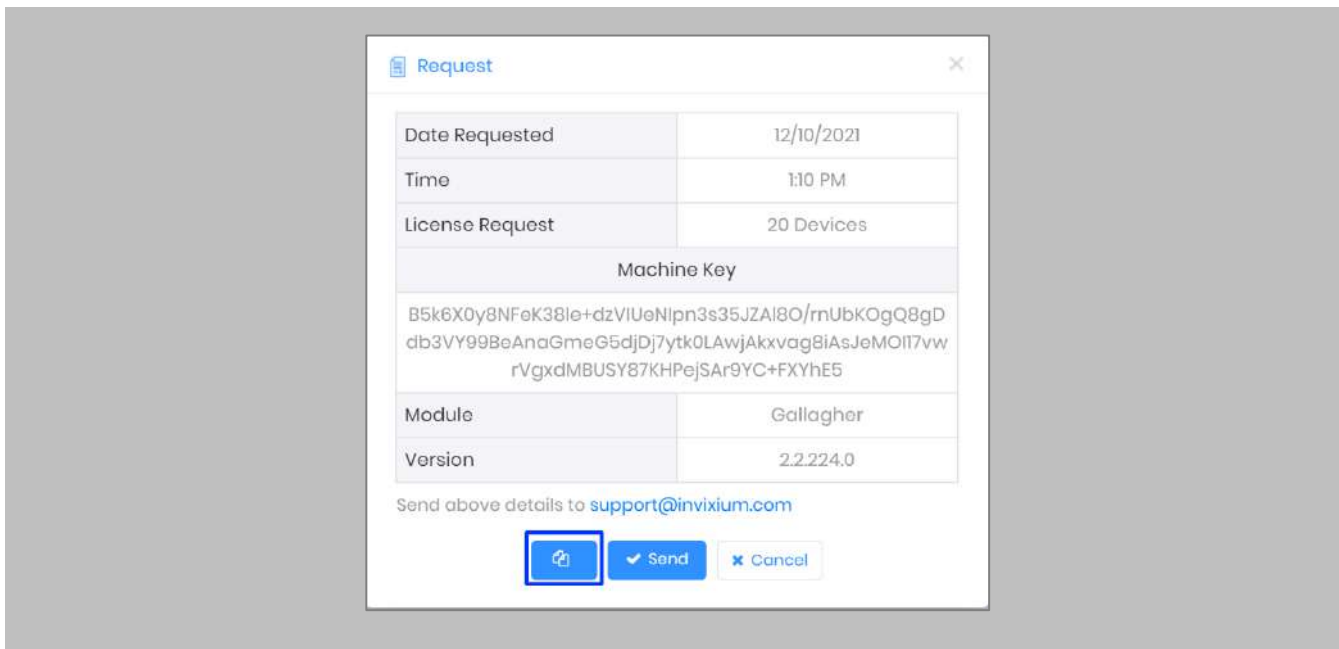 Request
Date Requested 12/10/2021
Time 1:10 PM
License Request 20 Devices
Machine Key
B5k6X0y8NFeK38Ie+dzVIUeNIpn3s35JZAl8O/rnUbKOgQ8gD
db3VY99BeAnaGmeG5djDj7ytk0LAwjAkxvag8iAsJeMOI17vw
rVgxdMBUSY87KHPejSAr9YC+FXYhE5
Module Gallagher
Version 2.2.224.0
Send above details to support@invixium.com
Send Cancel